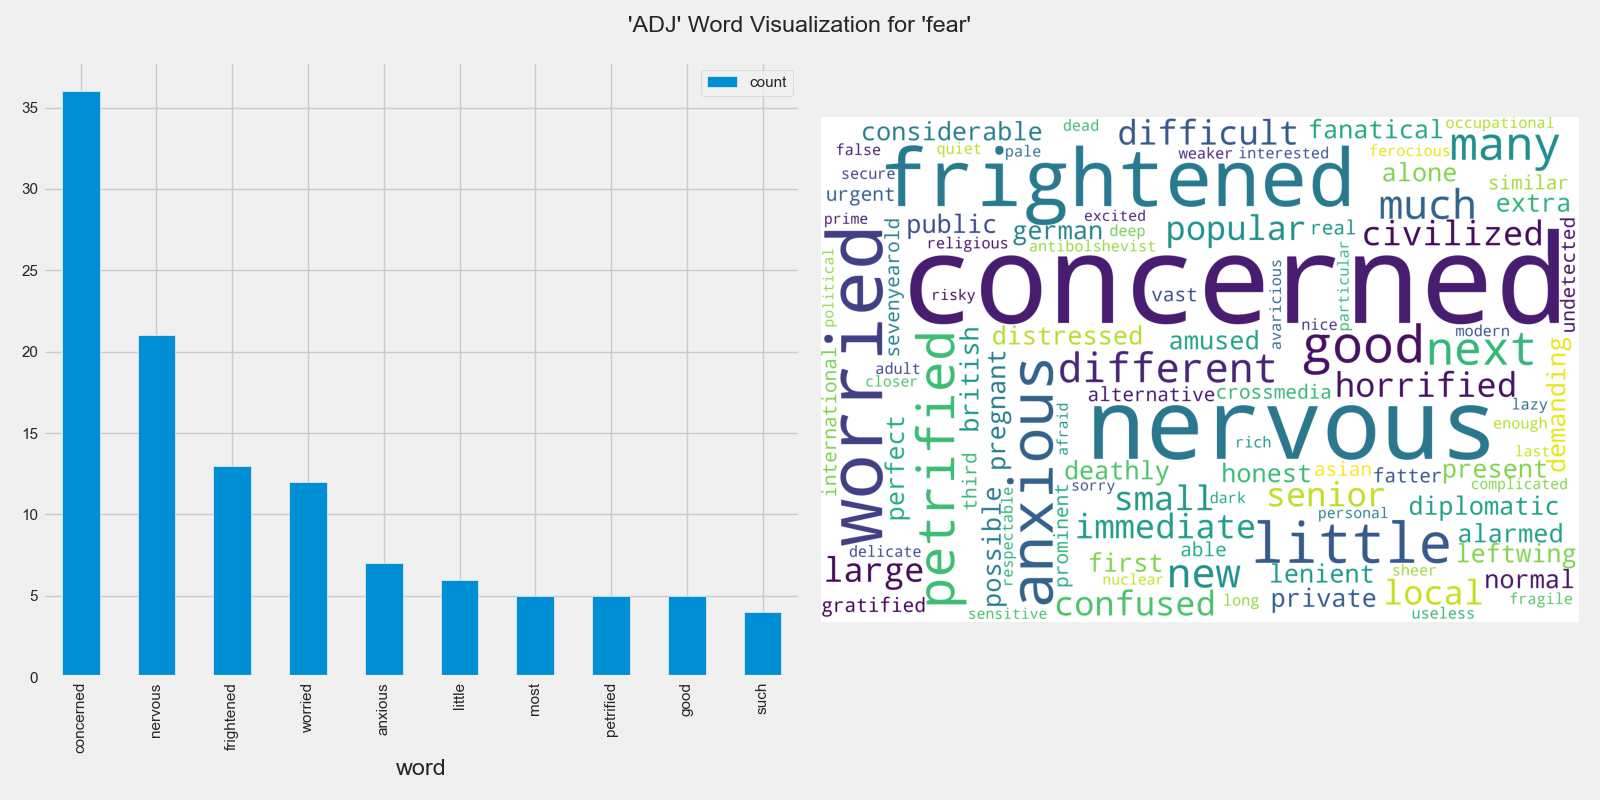 'ADJ' Word Visualization for 'fear'
count
35
30
25
20
15
10
5
0
concerned
nervous
frightened
worried
anxious
little
most
petrified
good
such
word
considerable
dead
difficult
fanatical
occupational
many
false
quiet
pale
frightened
weaker
interested
ferocious
secure
alone
similar
urgent
much
extra
prime
public
german
excited
deep
popular
real
civilized
religious
antibolshevist
undetected
worried
sevenyearold
political
concerned
risky
vast
avaricious
particular
nice
modern
distressed
amused
good
next
international
adult
closer
petrified
british
pregnant
anxious
different
horrified
demanding
alternative
crossmedia
lazy
perfect
afraid
nervous
rich
enough
last
third
deathly
honest
asian
fatter
present
complicated
possible
respectable
prominent
sorry
small
dark
senior
personal
diplomatic
immediate
little
alarmed
delicate
able
leftwing
large
first
nuclear
new
lenient
sheer
normal
gratified
confused
long
private
local
fragile
sensitive
useless